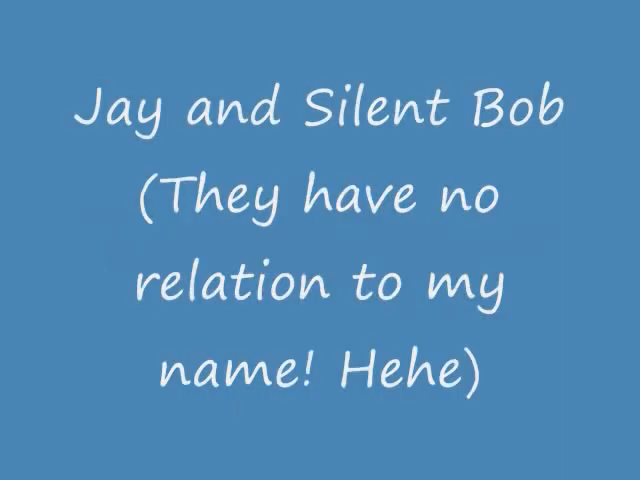 Jay and Silent Bob
(They have no
relation to my
name! Hehe)